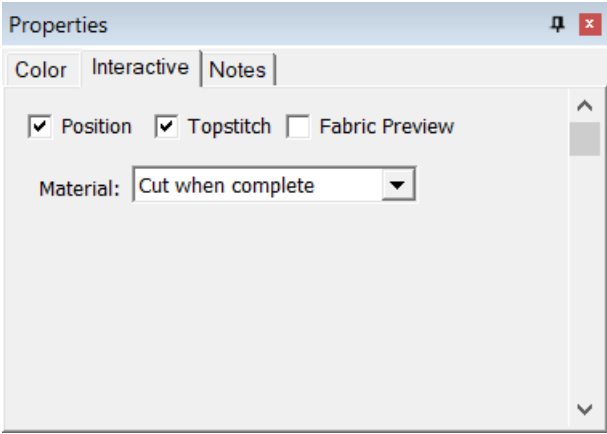 Properties
Color Interactive Notes
Position Topstitch Fabric Preview
Material: Cut when complete